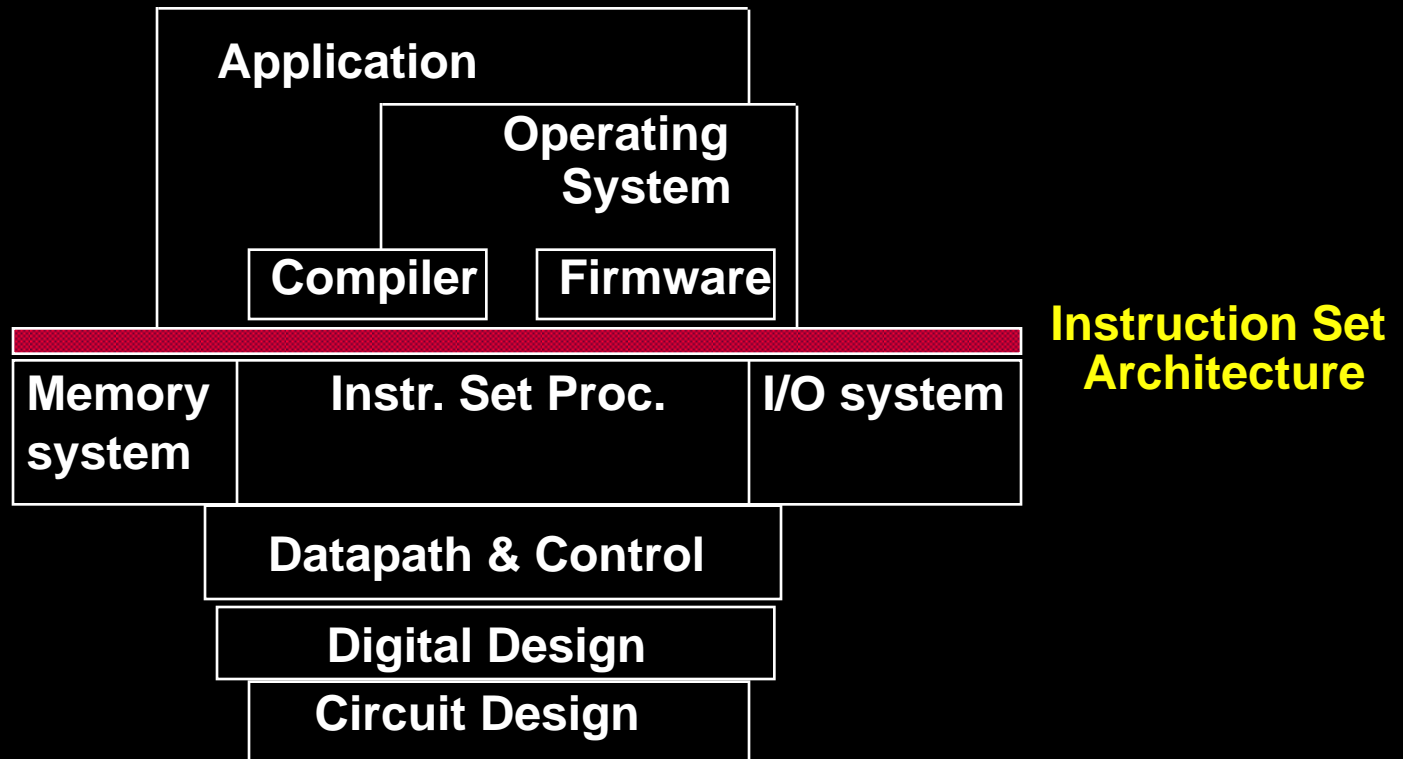 Application
Operating
System
Compiler
Firmware
Instruction Set
Architecture
Memory
system
Instr. Set Proc.
I/O system
Datapath & Control
Digital Design
Circuit Design